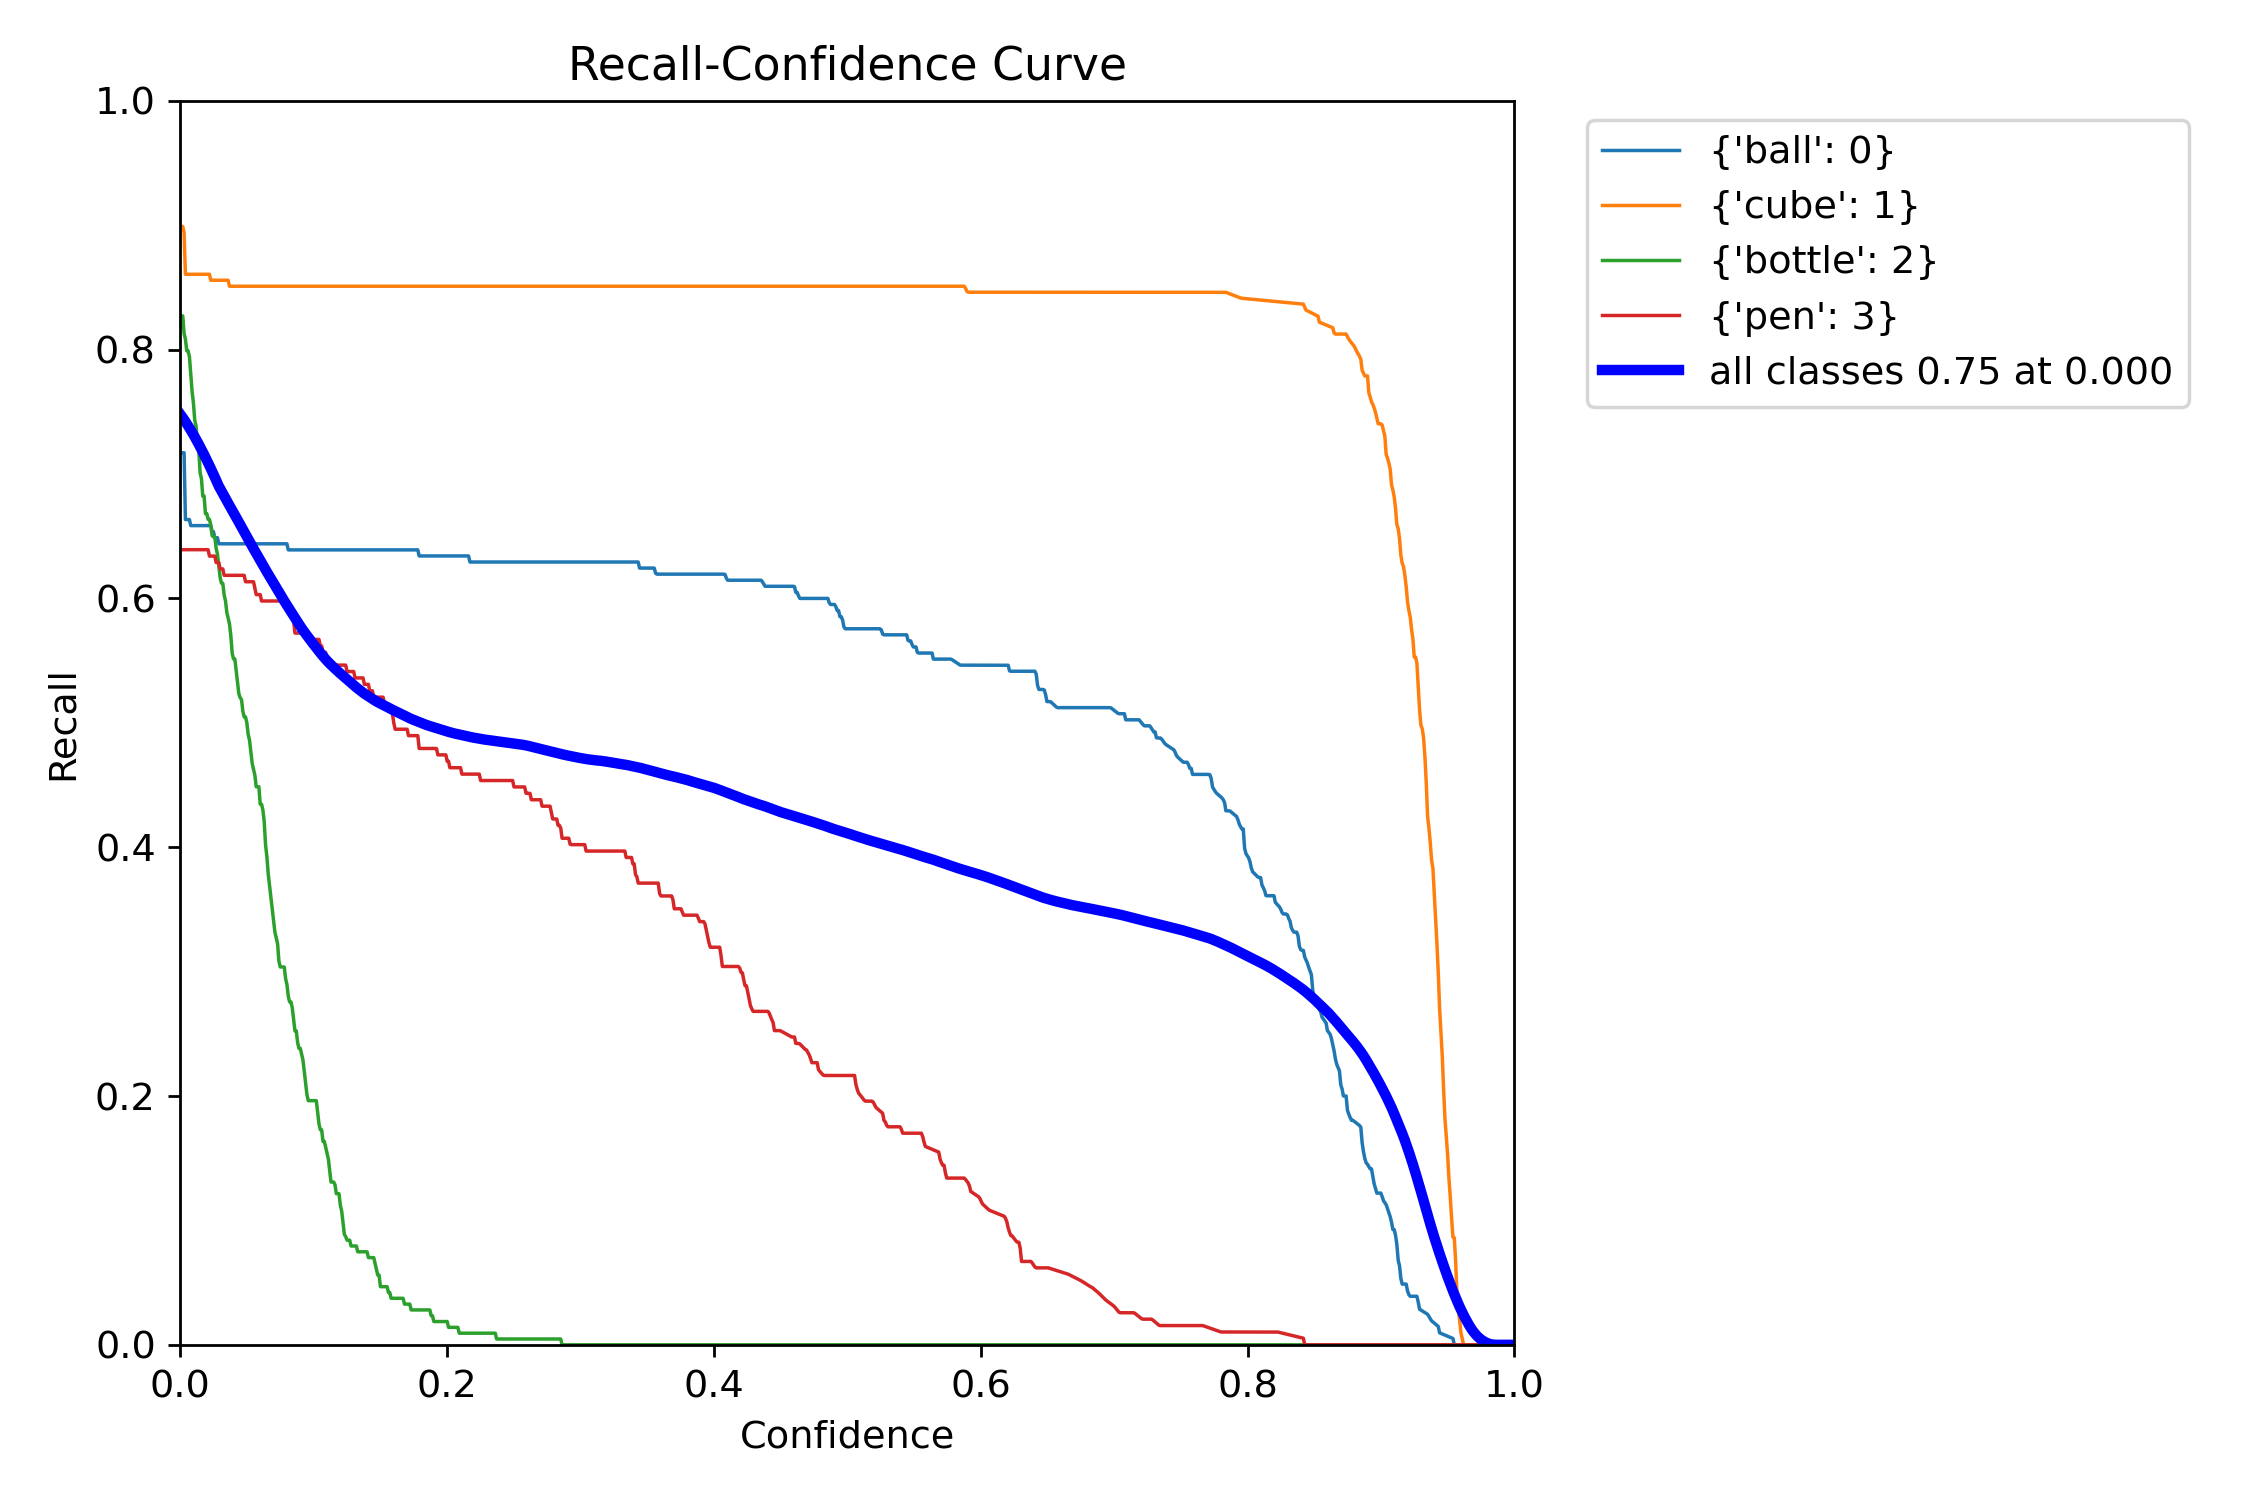 Recall-Confidence Curve
1.0
0.8
0.6
0.4
0.2
0.0
Recall
0.0 0.2 0.4 0.6 0.8 1.0
Confidence
{'ball': 0}
{'cube': 1}
{'bottle': 2}
{'pen': 3}
all classes 0.75 at 0.000